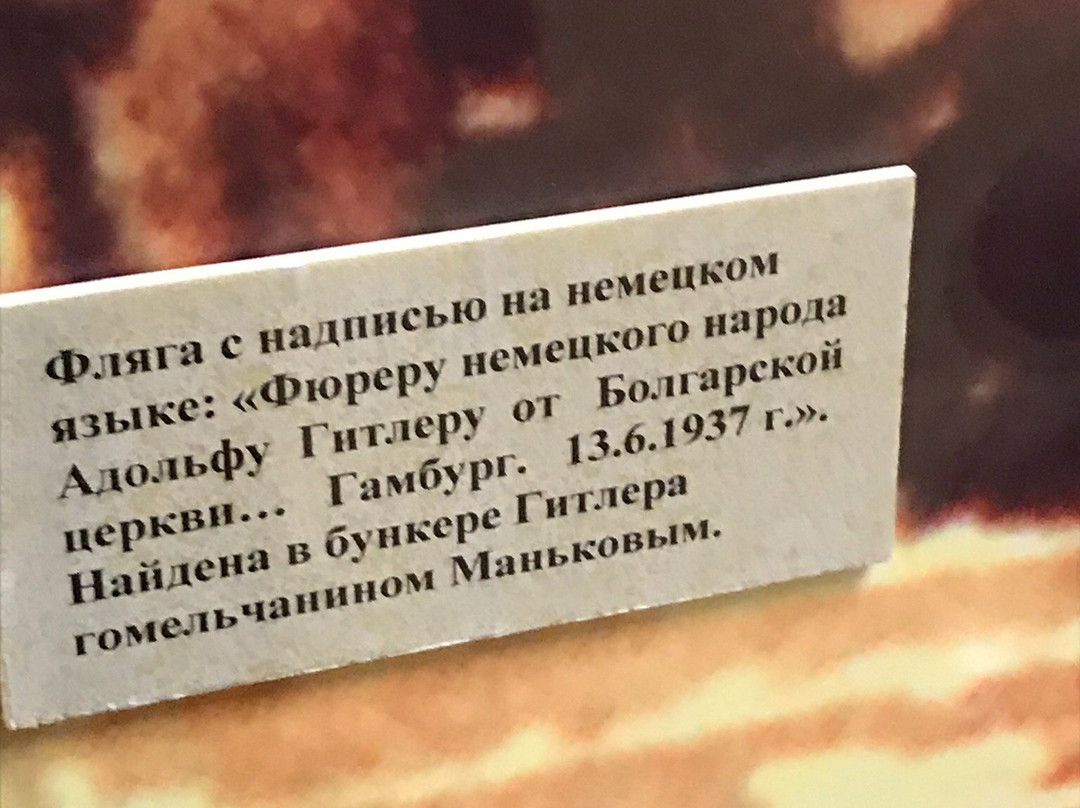 Фляга с надписью на немецком
языке: «Фюреру немецкого народа
Адольфу Гитлеру от Болгарской
церкви... Гамбург. 13.6.1937 г.».
Найдена в бункере Гитлера
гомельчанином Маньковым.